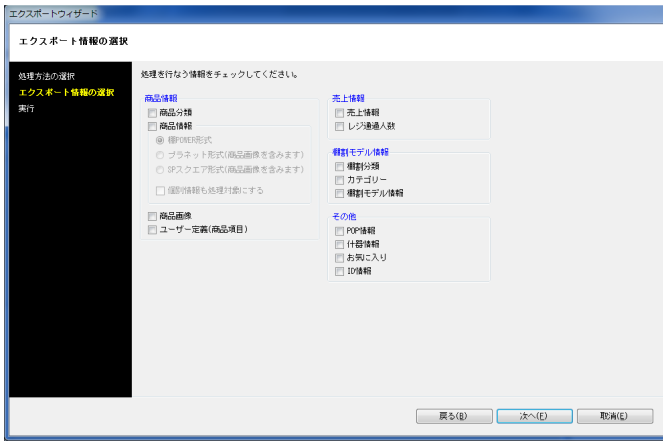 エクスポートウィザード
エクスポート情報の選択
処理方法の選択
エクスポート情報の選択
実行
処理を行なう情報をチェックしてください。
商品情報
商品分類
商品情報
棚POWER形式
プラネット形式(商品画像を含みます)
SPスクエア形式(商品画像を含みます)
個別情報も処理対象にする
商品画像
ユーザー定義(商品項目)
売上情報
売上情報
レジ通過人数
棚割モデル情報
棚割分類
カテゴリー
棚割モデル情報
その他
POP情報
什器情報
お気に入り
ID情報
戻る(B)
次へ(F)
取消(E)